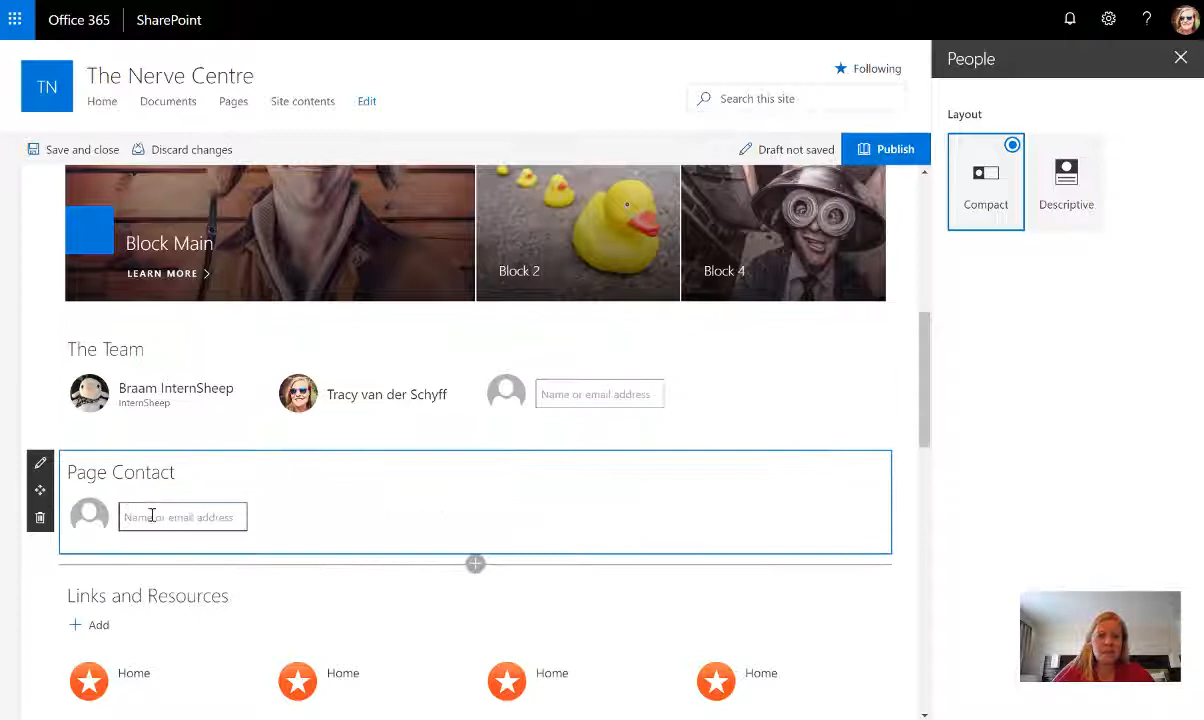 Office 365
SharePoint
?
TN
The Nerve Centre
Home
Documents
Pages
Site contents
Edit
Following
Search this site
Save and close
Discard changes
Draft not saved
Publish
Block Main
LEARN MORE
Block 2
Block 4
The Team
Braam InternSheep
InternSheep
Tracy van der Schyff
Name or email address
Page Contact
Name or email address
Links and Resources
+ Add
Home
Home
Home
Home
People
Layout
Compact
Descriptive